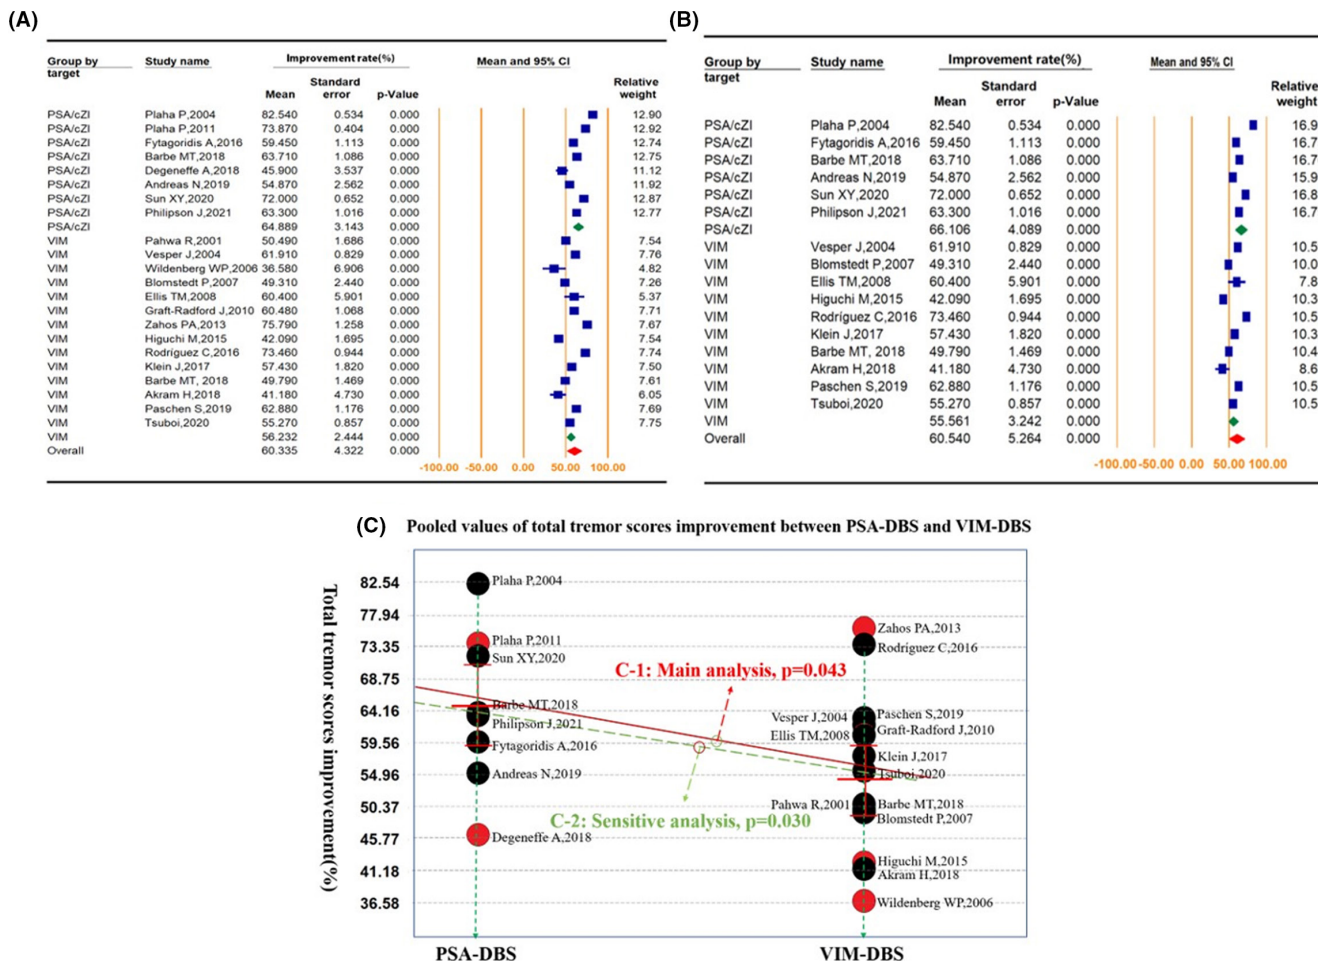 (A)
Group by target Study name Improvement rate(%) Mean and 95% CI
Mean Standard error p-Value Relative weight
PSA/cZI Plaha P,2004 82.540 0.534 0.000 12.90
PSA/cZI Plaha P,2011 73.870 0.404 0.000 12.92
PSA/cZI Fytagoridis A,2016 59.450 1.113 0.000 12.74
PSA/cZI Barbe MT,2018 63.710 1.086 0.000 12.75
PSA/cZI Degeneffe A,2018 45.900 3.537 0.000 11.12
PSA/cZI Andreas N,2019 54.870 2.562 0.000 11.92
PSA/cZI Sun XY,2020 72.000 0.652 0.000 12.87
PSA/cZI Philipson J,2021 63.300 1.016 0.000 12.77
PSA/cZI 64.889 3.143 0.000
VIM Pahwa R,2001 50.490 1.686 0.000 7.54
VIM Vesper J,2004 61.910 0.829 0.000 7.76
VIM Wildenberg WP,2006 36.580 6.906 0.000 4.82
VIM Blomstedt P,2007 49.310 2.440 0.000 7.26
VIM Ellis TM,2008 60.400 5.901 0.000 5.37
VIM Graft-Radford J,2010 60.480 1.068 0.000 7.71
VIM Zahos PA,2013 75.790 1.258 0.000 7.67
VIM Higuchi M,2015 42.090 1.695 0.000 7.54
VIM Rodríguez C,2016 73.460 0.944 0.000 7.74
VIM Klein J,2017 57.430 1.820 0.000 7.50
VIM Barbe MT, 2018 49.790 1.469 0.000 7.61
VIM Akram H,2018 41.180 4.730 0.000 6.05
VIM Paschen S,2019 62.880 1.176 0.000 7.69
VIM Tsuboi,2020 55.270 0.857 0.000 7.75
VIM 56.232 2.444 0.000
Overall 60.335 4.322 0.000
-100.00 -50.00 0.00 50.00 100.00
(B)
Group by target Study name Improvement rate(%) Mean and 95% CI
Mean Standard error p-Value Relative
PSA/cZI Plaha P,2004 82.540 0.534 0.000 16.9
PSA/cZI Fytagoridis A,2016 59.450 1.113 0.000 16.7
PSA/cZI Barbe MT,2018 63.710 1.086 0.000 16.7
PSA/cZI Andreas N,2019 54.870 2.562 0.000 15.9
PSA/cZI Sun XY,2020 72.000 0.652 0.000 16.8
PSA/cZI Philipson J,2021 63.300 1.016 0.000 16.7
PSA/cZI 66.106 4.089 0.000
VIM Vesper J,2004 61.910 0.829 0.000 10.5
VIM Blomstedt P,2007 49.310 2.440 0.000 10.0
VIM Ellis TM,2008 60.400 5.901 0.000 7.8
VIM Higuchi M,2015 42.090 1.695 0.000 10.3
VIM Rodríguez C,2016 73.460 0.944 0.000 10.5
VIM Klein J,2017 57.430 1.820 0.000 10.3
VIM Barbe MT, 2018 49.790 1.469 0.000 10.4
VIM Akram H,2018 41.180 4.730 0.000 8.6
VIM Paschen S,2019 62.880 1.176 0.000 10.5
VIM Tsuboi,2020 55.270 0.857 0.000 10.5
VIM 55.561 3.242 0.000
Overall 60.540 5.264 0.000
-100.00 -50.00 0.00 50.00 100.00
(C) Pooled values of total tremor scores improvement between PSA-DBS and VIM-DBS
Total tremor scores improvement(%)
82.54
77.94
73.35
68.75
64.16
59.56
54.96
50.37
45.77
41.18
36.58
Plaha P,2004
Plaha P,2011
Sun XY,2020
Barbe MT,2018
Philipson J,2021
Fytagoridis A,2016
Andreas N,2019
Degeneffe A,2018
C-1: Main analysis, p=0.043
C-2: Sensitive analysis, p=0.030
Zahos PA,2013
Rodríguez C,2016
Vesper J,2004 Paschen S,2019
Ellis TM,2008 Graft-Radford J,2010
Klein J,2017
Tsuboi,2020
Pahwa R,2001 Barbe MT,2018
Blomstedt P,2007
Higuchi M,2015
Akram H,2018
Wildenberg WP,2006
PSA-DBS VIM-DBS